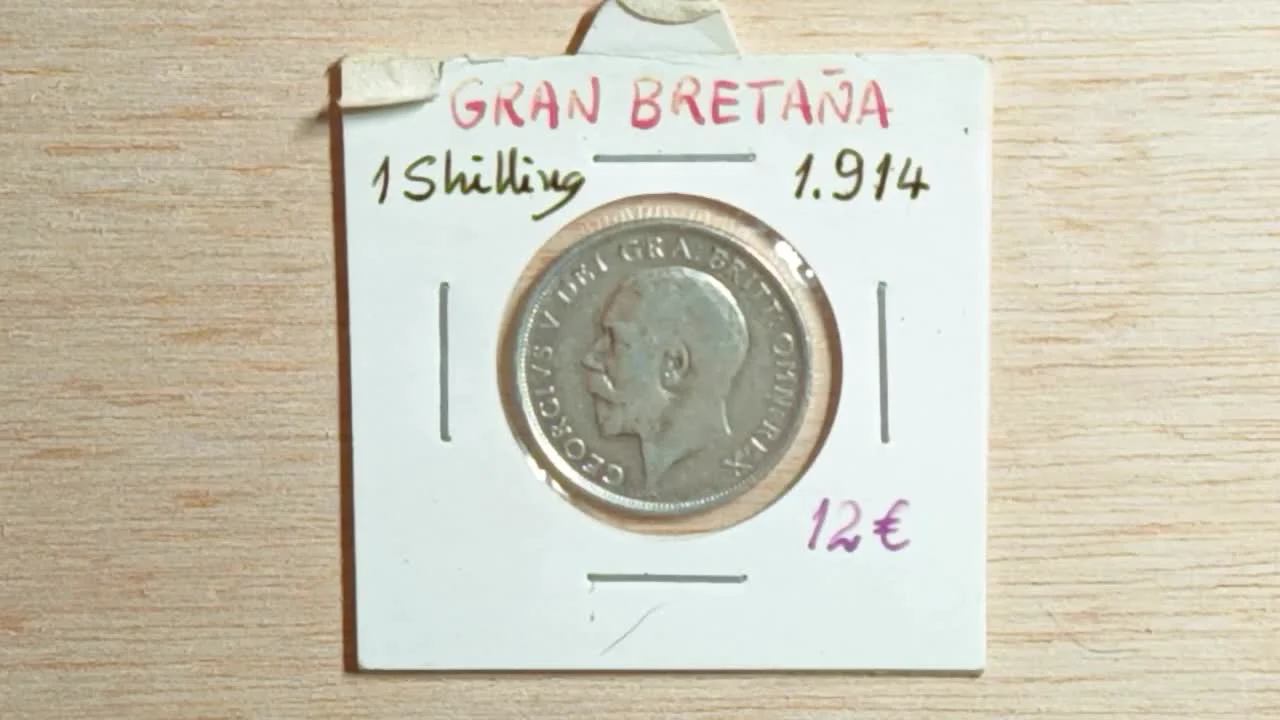 GRAN BRETAÑA
1 Shilling 1.914
GEORGIVS V DEI GRA: BRITT: OMN: REX
12€